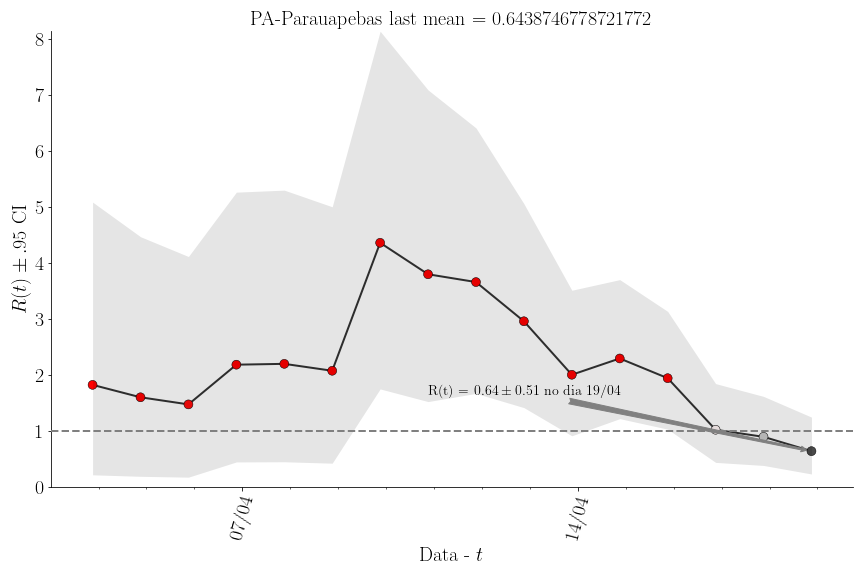 PA-Parauapebas last mean = 0.6438746778721772
8
7
6
5
4
3
2
1
0
R(t) ± .95 CI
R(t) = 0.64 ± 0.51 no dia 19/04
07/04
14/04
Data - t